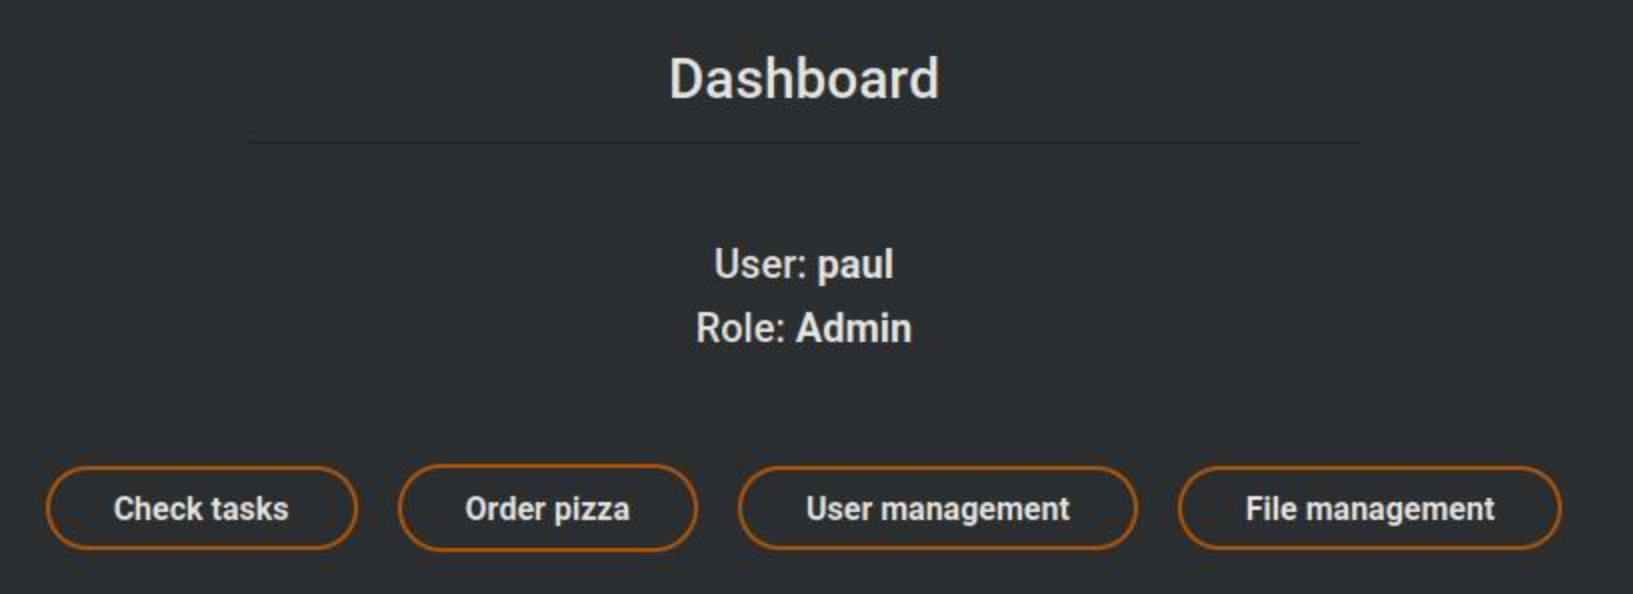 Dashboard
User: paul
Role: Admin
Check tasks
Order pizza
User management
File management